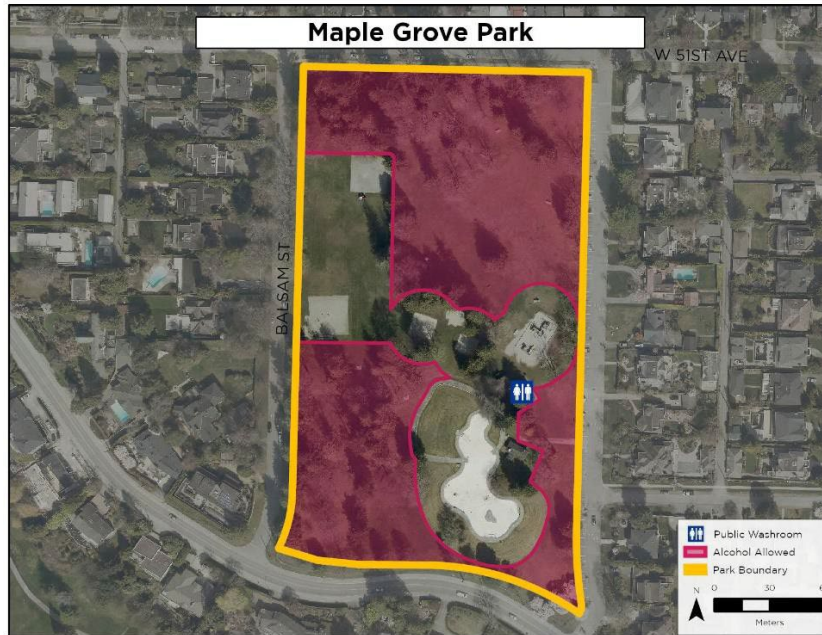 Maple Grove Park
W 51ST AVE
BALSAM ST
Public Washroom
Alcohol Allowed
Park Boundary
N
0 30
Meters